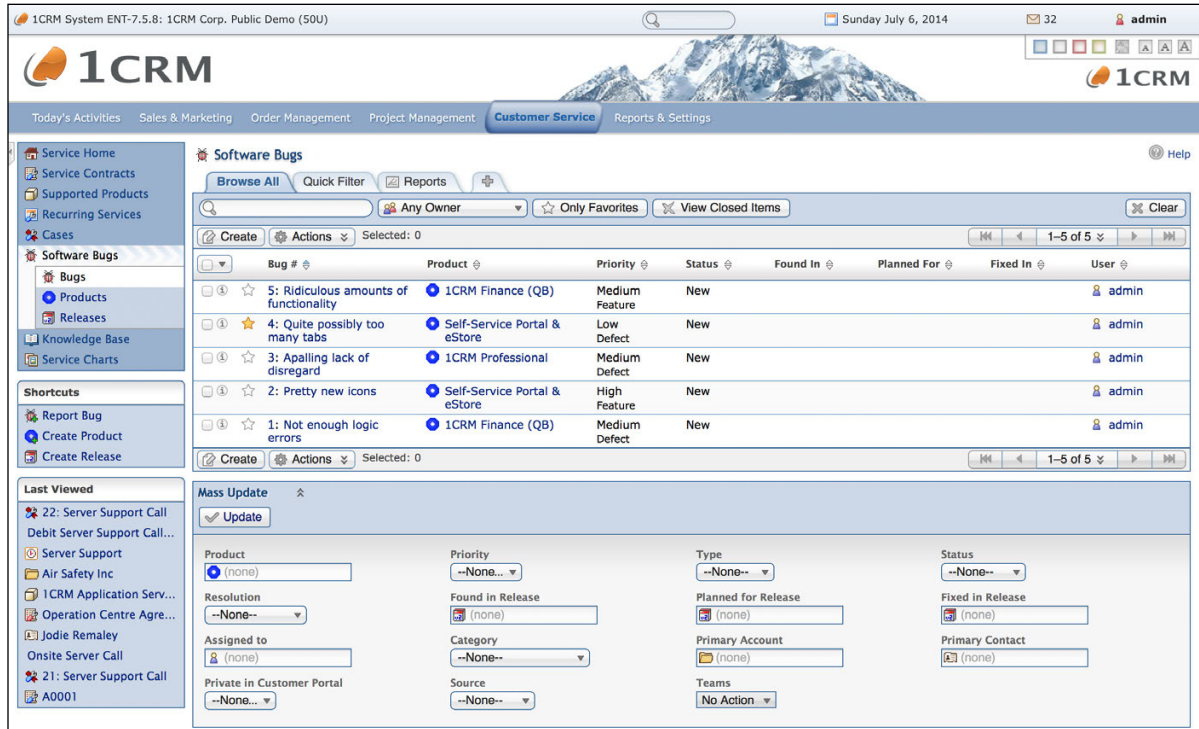 1CRM System ENT-7.5.8: 1CRM Corp. Public Demo (50U)
Sunday July 6, 2014
32
admin
A A A
1CRM
1CRM
Today's Activities Sales & Marketing Order Management Project Management Customer Service Reports & Settings
Service Home
Service Contracts
Supported Products
Recurring Services
Cases
Software Bugs
Bugs
Products
Releases
Knowledge Base
Service Charts
Shortcuts
Report Bug
Create Product
Create Release
Last Viewed
22: Server Support Call
Debit Server Support Call...
Server Support
Air Safety Inc
1CRM Application Serv...
Operation Centre Agre...
Jodie Remaley
Onsite Server Call
21: Server Support Call
A0001
Software Bugs
Help
Browse All Quick Filter Reports
Any Owner Only Favorites View Closed Items Clear
Create Actions Selected: 0 1–5 of 5
Bug # Product Priority Status Found In Planned For Fixed In User
5: Ridiculous amounts of 1CRM Finance (QB) Medium New admin
functionality Feature
4: Quite possibly too Self-Service Portal & Low New admin
many tabs eStore Defect
3: Apalling lack of 1CRM Professional Medium New admin
disregard Defect
2: Pretty new icons Self-Service Portal & High New admin
eStore Feature
1: Not enough logic 1CRM Finance (QB) Medium New admin
errors Defect
Create Actions Selected: 0 1–5 of 5
Mass Update
Update
Product Priority Type Status
(none) --None... --None-- --None--
Resolution Found in Release Planned for Release Fixed in Release
--None-- (none) (none) (none)
Assigned to Category Primary Account Primary Contact
(none) --None-- (none) (none)
Private in Customer Portal Source Teams
--None... --None-- No Action